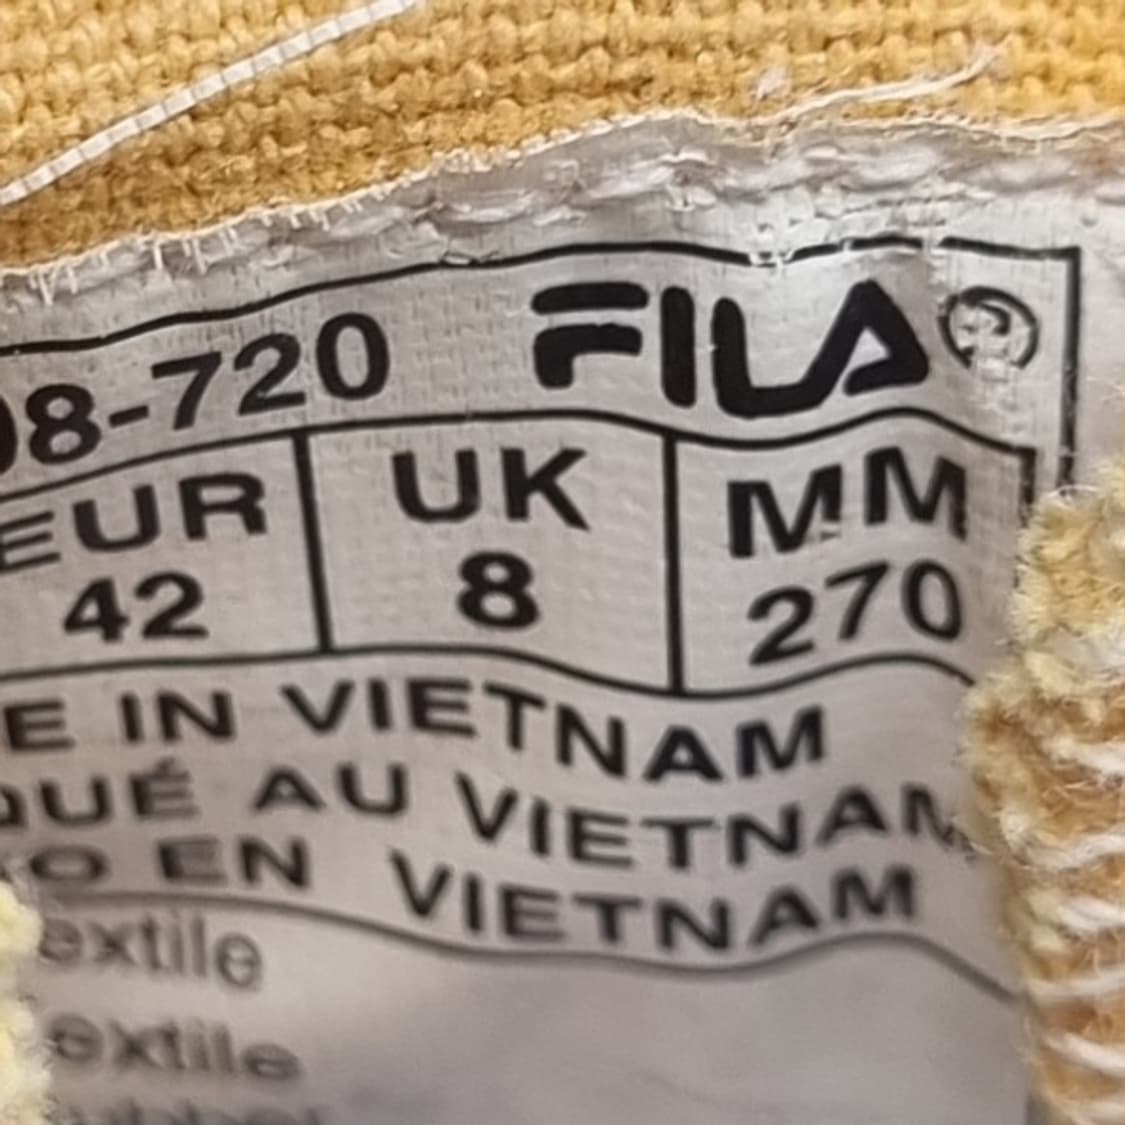 08-720 FILA ®
EUR UK MM
42 8 270
E IN VIETNAM
QUÉ AU VIETNAM
O EN VIETNAM
extile
extile